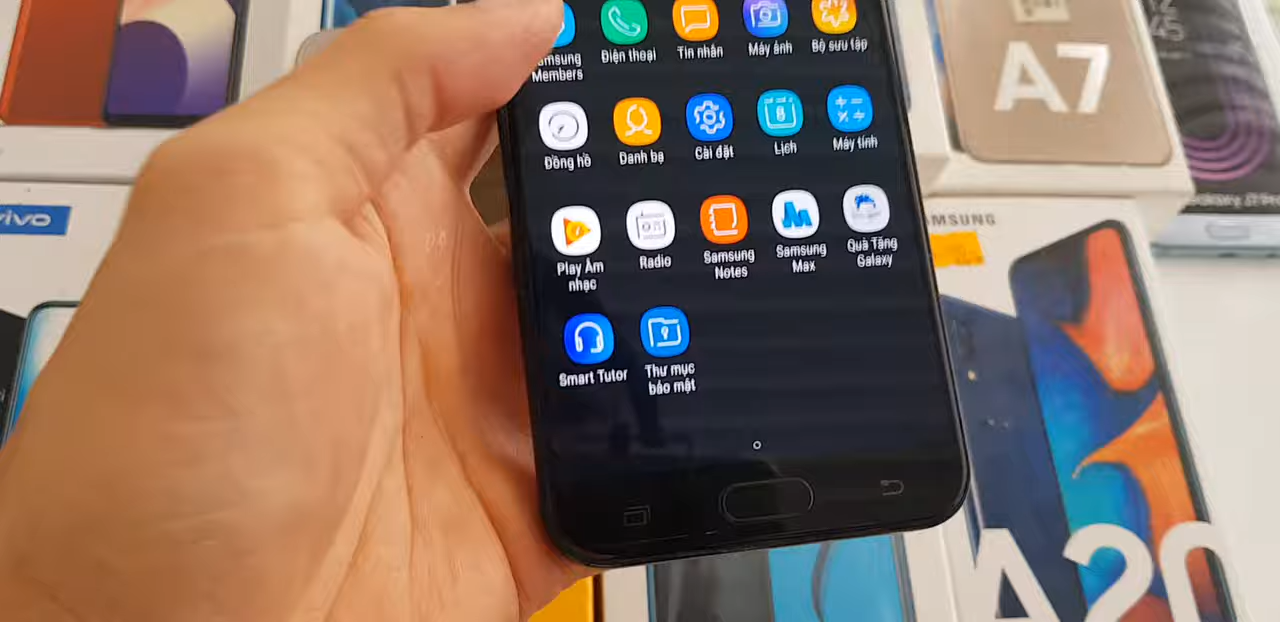 Samsung
Members
Điện thoại
Tin nhắn
Máy ảnh
Bộ sưu tập
Đồng hồ
Danh bạ
Cài đặt
Lịch
Máy tính
Play Âm
nhạc
Radio
Samsung
Notes
Samsung
Max
Quà Tặng
Galaxy
Smart Tutor
Thư mục
bảo mật
A7
12
45
vivo
SAMSUNG
A20